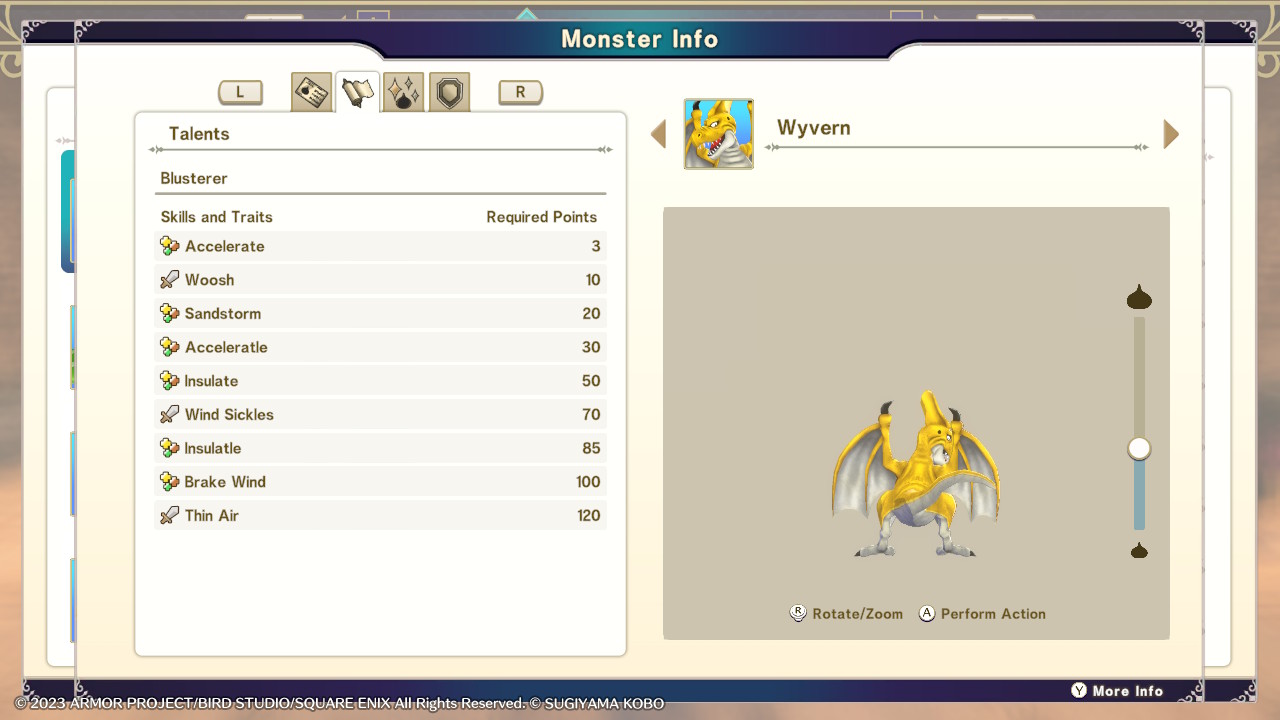 Monster Info
L
R
Talents
Blusterer
Skills and Traits Required Points
Accelerate 3
Woosh 10
Sandstorm 20
Acceleratle 30
Insulate 50
Wind Sickles 70
Insulatle 85
Brake Wind 100
Thin Air 120
Wyvern
R Rotate/Zoom A Perform Action
Y More Info
© 2023 ARMOR PROJECT/BIRD STUDIO/SQUARE ENIX All Rights Reserved. © SUGIYAMA KOBO